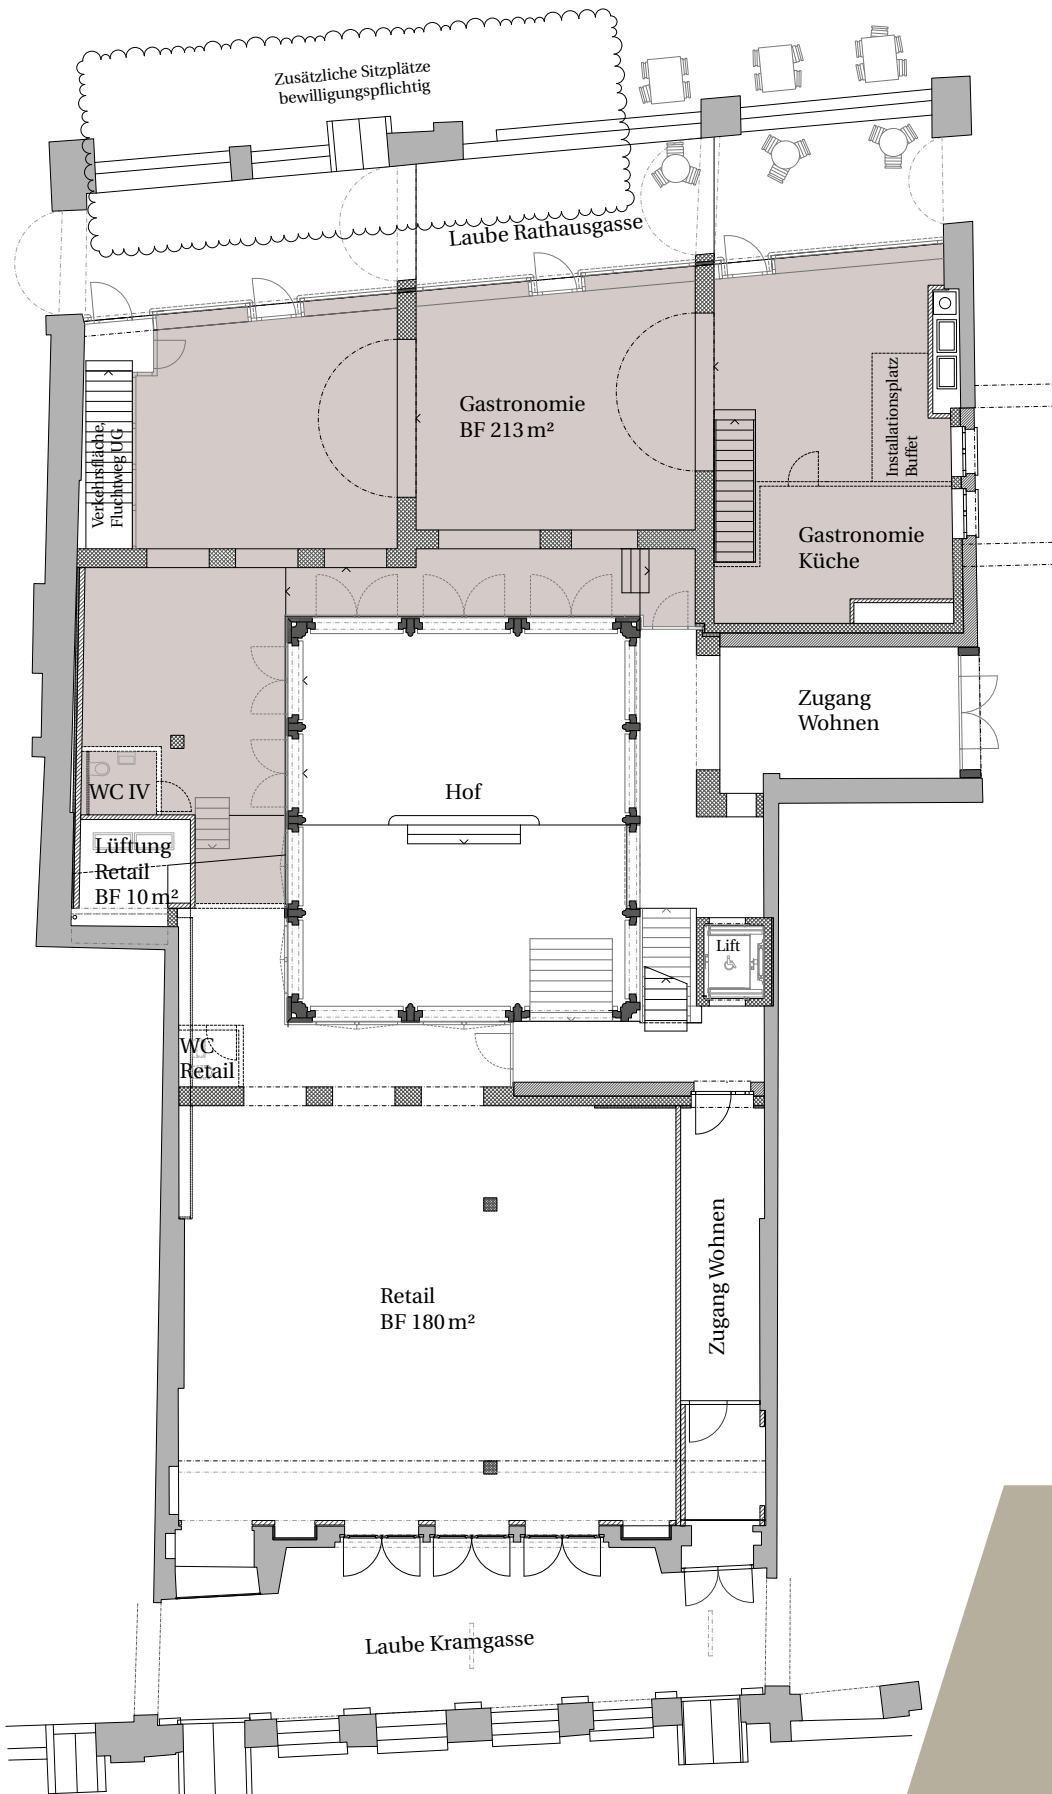 Zusätzliche Sitzplätze
bewilligungspflichtig
Laube Rathausgasse
Verkehrsfläche,
Fluchtweg UG
Gastronomie
BF 213 m²
Installationsplatz
Buffet
Gastronomie
Küche
Zugang
Wohnen
WC IV
Hof
Lüftung
Retail
BF 10 m²
Lift
WC
Retail
Zugang Wohnen
Retail
BF 180 m²
Laube Kramgasse